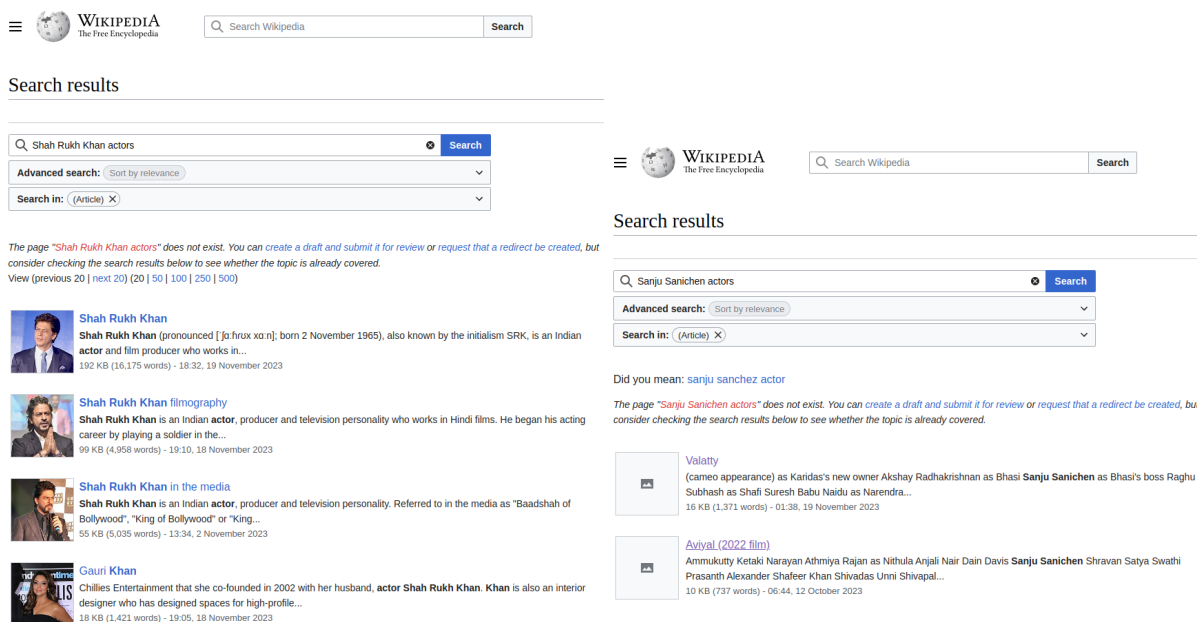 WIKIPEDIA
The Free Encyclopedia
Search Wikipedia
Search
Search results
Shah Rukh Khan actors
Search
Advanced search: Sort by relevance
Search in: (Article)
The page "Shah Rukh Khan actors" does not exist. You can create a draft and submit it for review or request that a redirect be created, but
consider checking the search results below to see whether the topic is already covered.
View (previous 20 | next 20) (20 | 50 | 100 | 250 | 500)
Shah Rukh Khan
Shah Rukh Khan (pronounced [ˈʃɑːhrʊx xɑːn]; born 2 November 1965), also known by the initialism SRK, is an Indian
actor and film producer who works in...
192 KB (16,175 words) - 18:32, 19 November 2023
Shah Rukh Khan filmography
Shah Rukh Khan is an Indian actor, producer and television personality who works in Hindi films. He began his acting
career by playing a soldier in the...
99 KB (4,958 words) - 19:10, 18 November 2023
Shah Rukh Khan in the media
Shah Rukh Khan is an Indian actor, producer and television personality. Referred to in the media as "Baadshah of
Bollywood", "King of Bollywood" or "King...
55 KB (5,035 words) - 13:34, 2 November 2023
Gauri Khan
Chillies Entertainment that she co-founded in 2002 with her husband, actor Shah Rukh Khan. Khan is also an interior
designer who has designed spaces for high-profile...
18 KB (1,421 words) - 19:05, 18 November 2023
WIKIPEDIA
The Free Encyclopedia
Search Wikipedia
Search
Search results
Sanju Sanichen actors
Search
Advanced search: Sort by relevance
Search in: (Article)
Did you mean: sanju sanchez actor
The page "Sanju Sanichen actors" does not exist. You can create a draft and submit it for review or request that a redirect be created, but
consider checking the search results below to see whether the topic is already covered.
Valatty
(cameo appearance) as Karidas's new owner Akshay Radhakrishnan as Bhasi Sanju Sanichen as Bhasi's boss Raghu
Subhash as Shafi Suresh Babu Naidu as Narendra...
16 KB (1,371 words) - 01:38, 19 November 2023
Aviyal (2022 film)
Ammukutty Ketaki Narayan Athmiya Rajan as Nithula Anjali Nair Dain Davis Sanju Sanichen Shravan Satya Swathi
Prasanth Alexander Shafeer Khan Shivadas Unni Shivapal...
10 KB (737 words) - 06:44, 12 October 2023